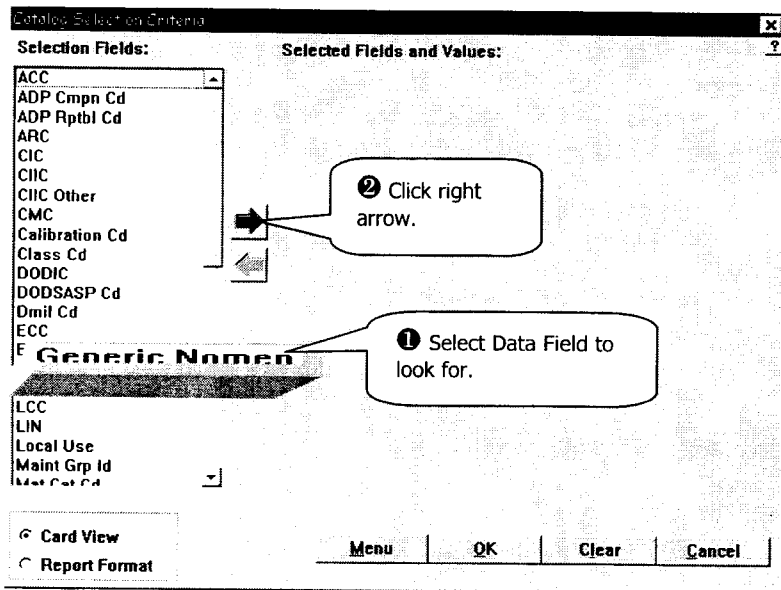 Catalog Selection Criteria
Selection Fields:
Selected Fields and Values:
ACC
ADP Cmpn Cd
ADP Rptbl Cd
ARC
CIC
CIIC
CIIC Other
CMC
Calibration Cd
Class Cd
DODIC
DODSASP Cd
Dmil Cd
ECC
E
Generic Nomen
LCC
LIN
Local Use
Maint Grp Id
Mat Cat Cd
❷ Click right
arrow.
❶ Select Data Field to
look for.
Card View
Report Format
Menu
OK
Clear
Cancel